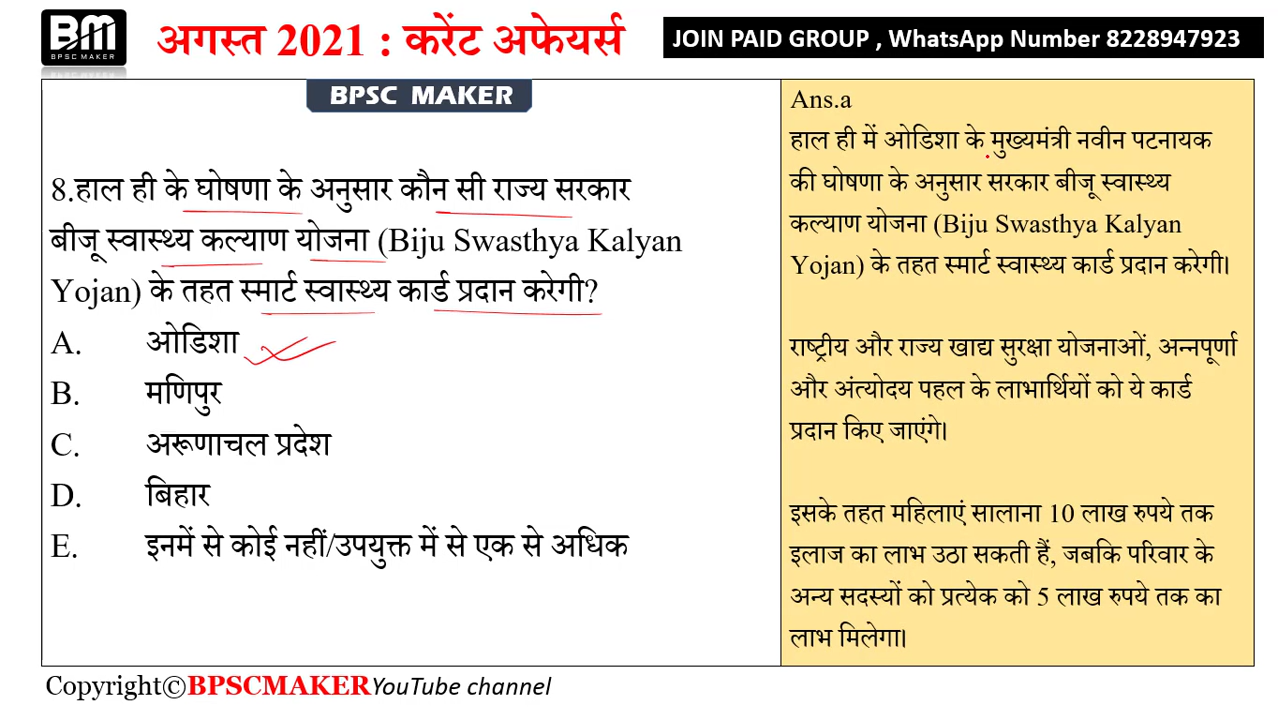 BM
BPSC MAKER
अगस्त 2021 : करेंट अफेयर्स
JOIN PAID GROUP , WhatsApp Number 8228947923
BPSC MAKER
8.हाल ही के घोषणा के अनुसार कौन सी राज्य सरकार
बीजू स्वास्थ्य कल्याण योजना (Biju Swasthya Kalyan
Yojan) के तहत स्मार्ट स्वास्थ्य कार्ड प्रदान करेगी?
A. ओडिशा
B. मणिपुर
C. अरूणाचल प्रदेश
D. बिहार
E. इनमें से कोई नहीं/उपयुक्त में से एक से अधिक
Ans.a
हाल ही में ओडिशा के मुख्यमंत्री नवीन पटनायक
की घोषणा के अनुसार सरकार बीजू स्वास्थ्य
कल्याण योजना (Biju Swasthya Kalyan
Yojan) के तहत स्मार्ट स्वास्थ्य कार्ड प्रदान करेगी।
राष्ट्रीय और राज्य खाद्य सुरक्षा योजनाओं, अन्नपूर्णा
और अंत्योदय पहल के लाभार्थियों को ये कार्ड
प्रदान किए जाएंगे।
इसके तहत महिलाएं सालाना 10 लाख रुपये तक
इलाज का लाभ उठा सकती हैं, जबकि परिवार के
अन्य सदस्यों को प्रत्येक को 5 लाख रुपये तक का
लाभ मिलेगा।
Copyright©BPSCMAKERYouTube channel